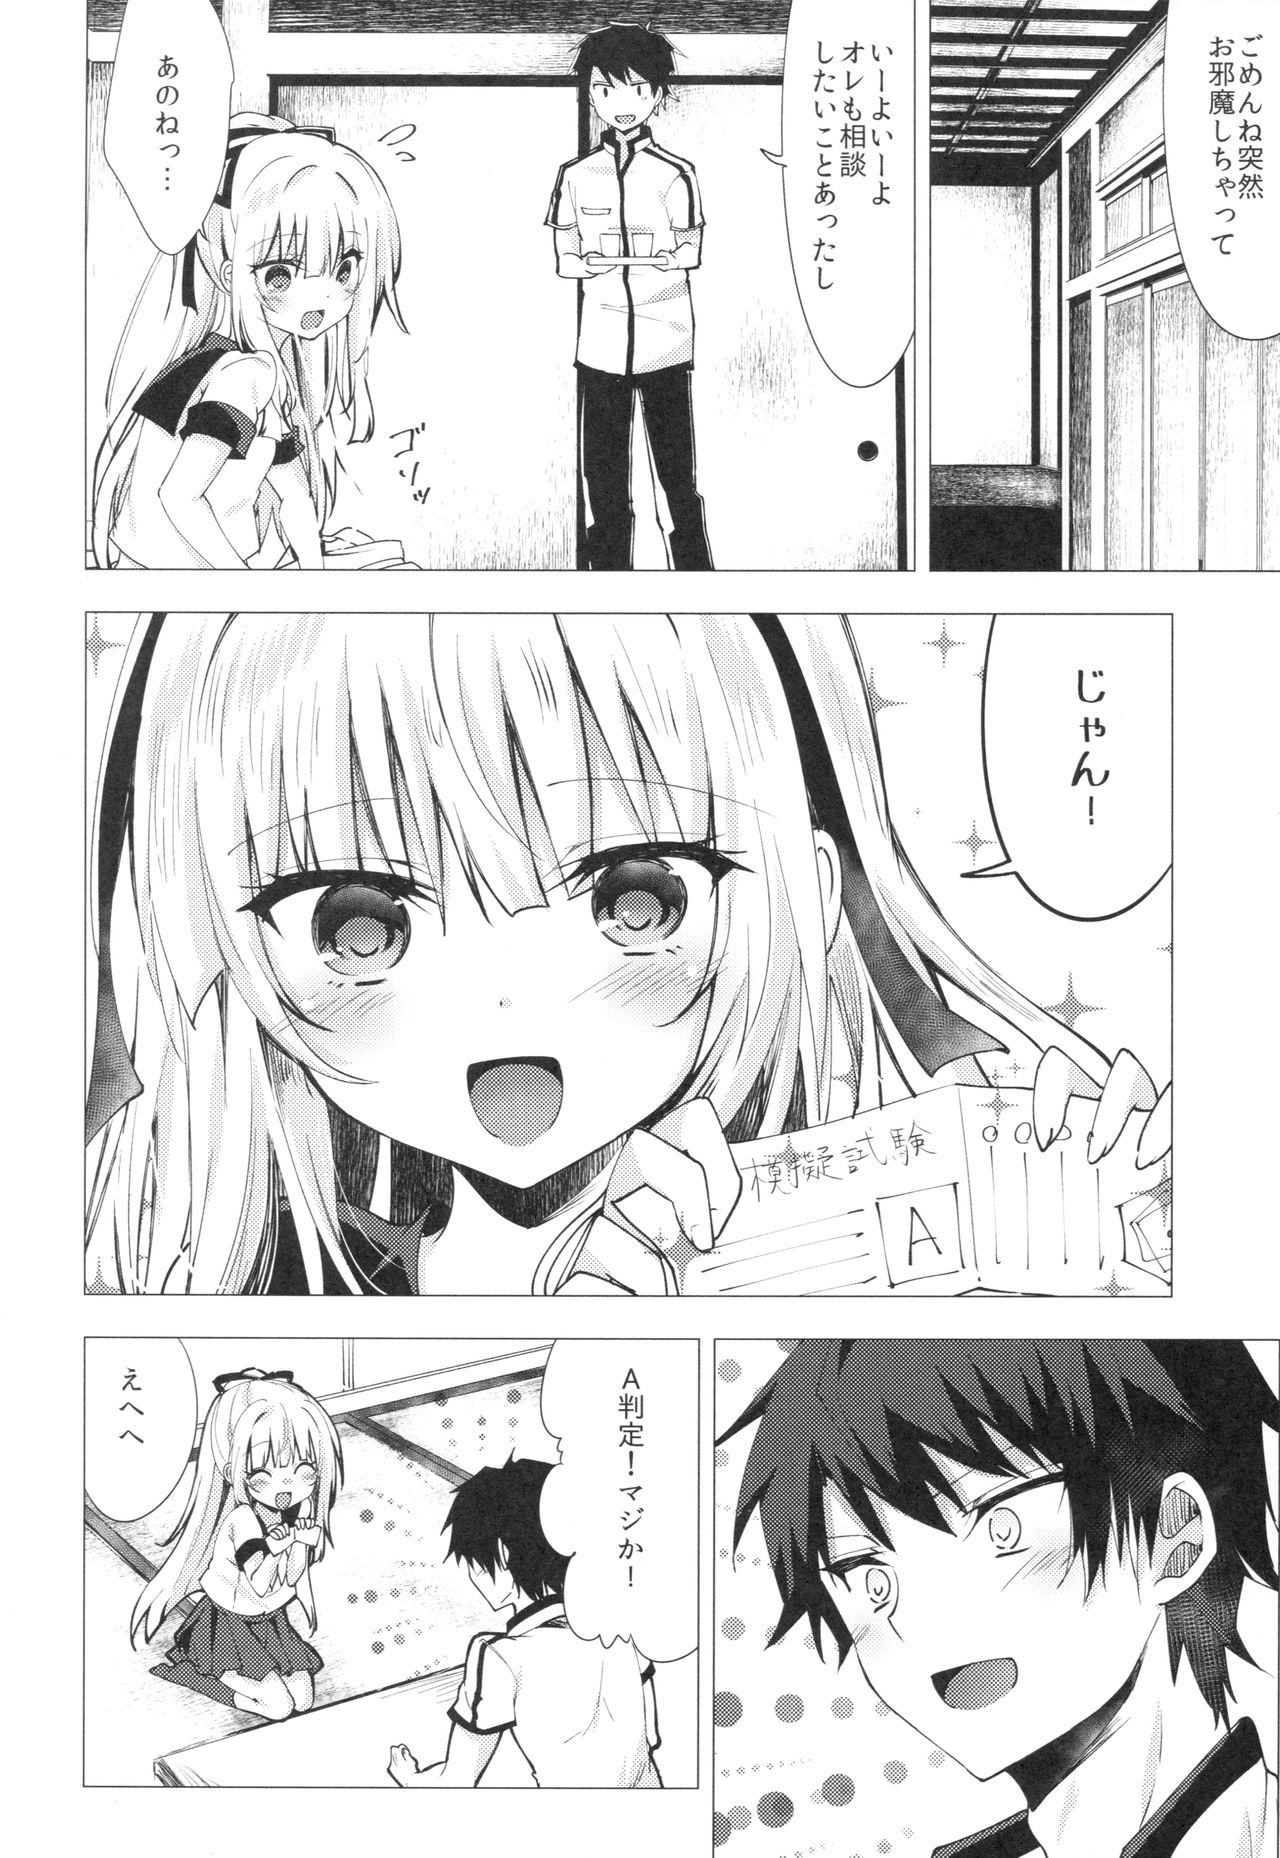 ごめんね突然
お邪魔しちゃって
いーよいーよ
オレも相談
したいことあったし
あのねっ…
ゴソッ
じゃん!
模擬試験
A
A判定!マジか!
えへへ